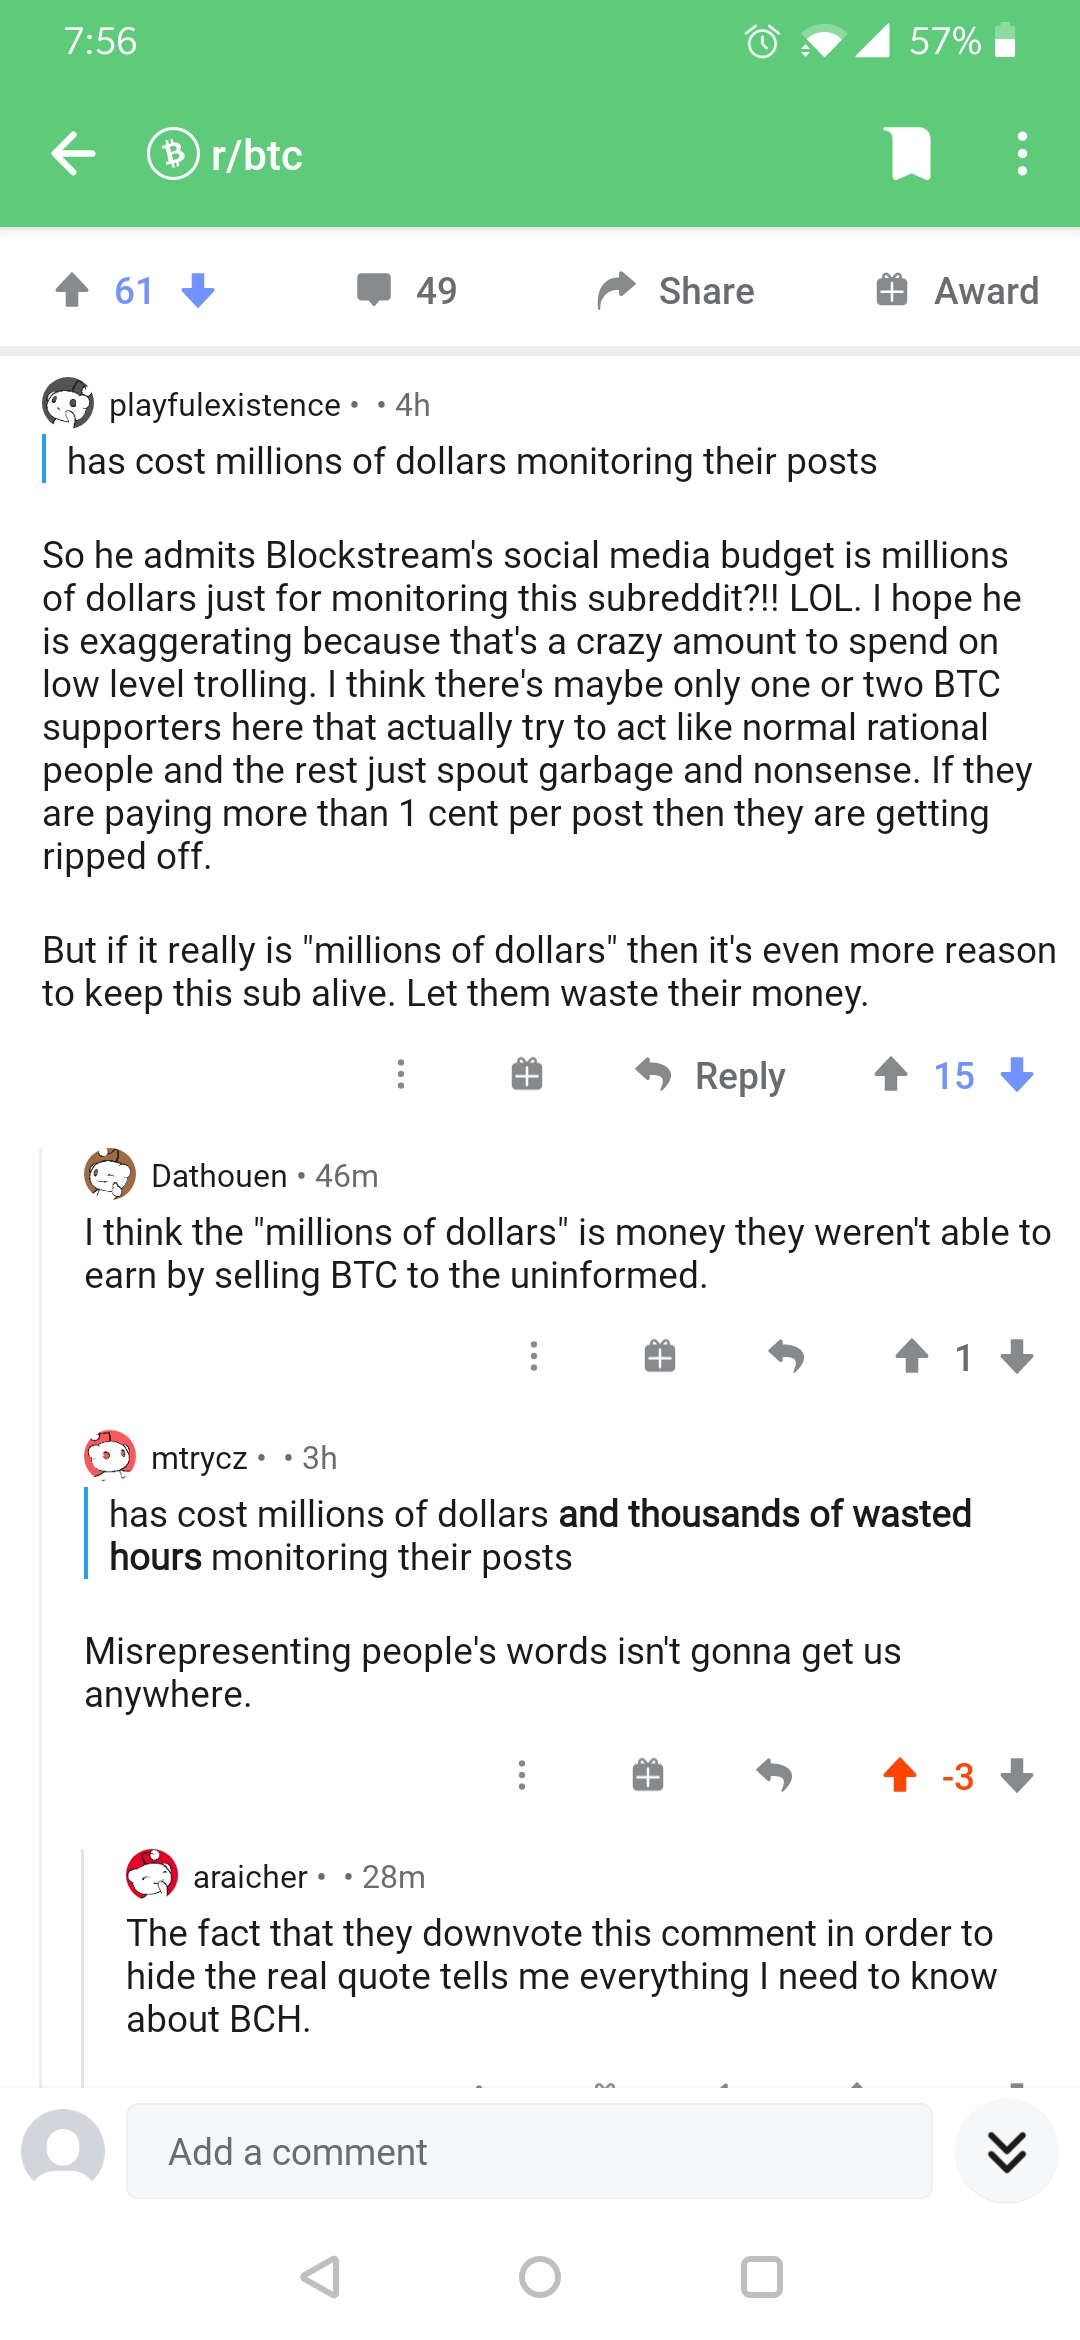 7:56
57%
r/btc
61
49
Share
Award
playfulexistence • • 4h
has cost millions of dollars monitoring their posts
So he admits Blockstream's social media budget is millions
of dollars just for monitoring this subreddit?!! LOL. I hope he
is exaggerating because that's a crazy amount to spend on
low level trolling. I think there's maybe only one or two BTC
supporters here that actually try to act like normal rational
people and the rest just spout garbage and nonsense. If they
are paying more than 1 cent per post then they are getting
ripped off.
But if it really is "millions of dollars" then it's even more reason
to keep this sub alive. Let them waste their money.
Reply
15
Dathouen • 46m
I think the "millions of dollars" is money they weren't able to
earn by selling BTC to the uninformed.
1
mtrycz • • 3h
has cost millions of dollars and thousands of wasted
hours monitoring their posts
Misrepresenting people's words isn't gonna get us
anywhere.
-3
araicher • • 28m
The fact that they downvote this comment in order to
hide the real quote tells me everything I need to know
about BCH.
Add a comment